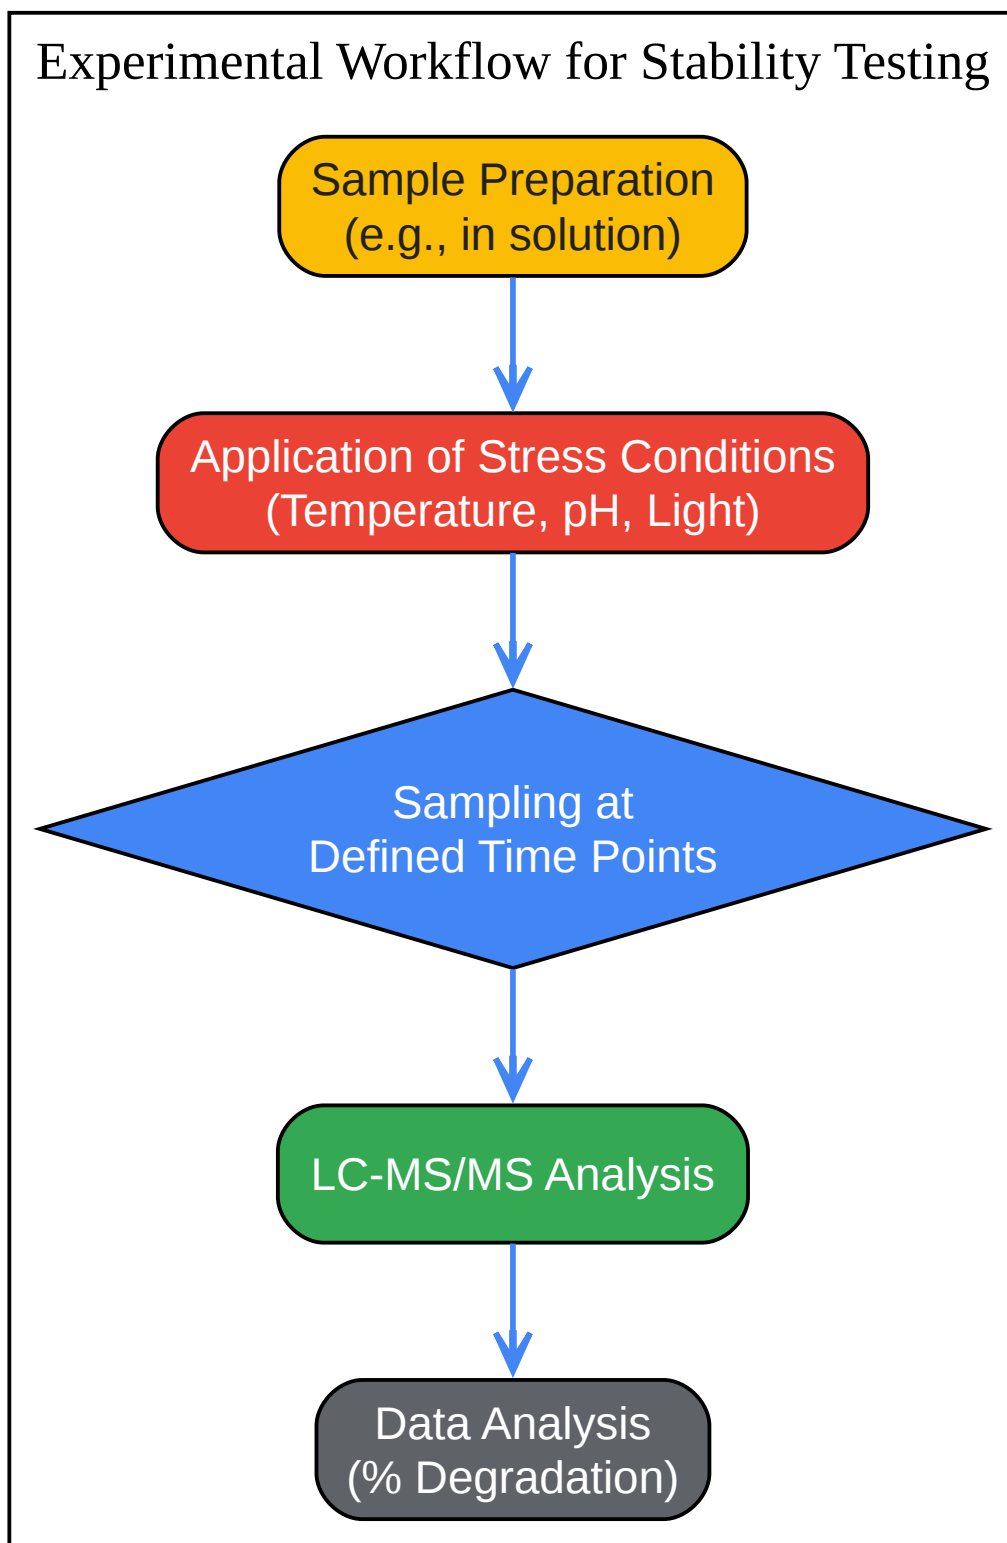 Experimental Workflow for Stability Testing
Sample Preparation
(e.g., in solution)
Application of Stress Conditions
(Temperature, pH, Light)
Sampling at
Defined Time Points
LC-MS/MS Analysis
Data Analysis
(% Degradation)